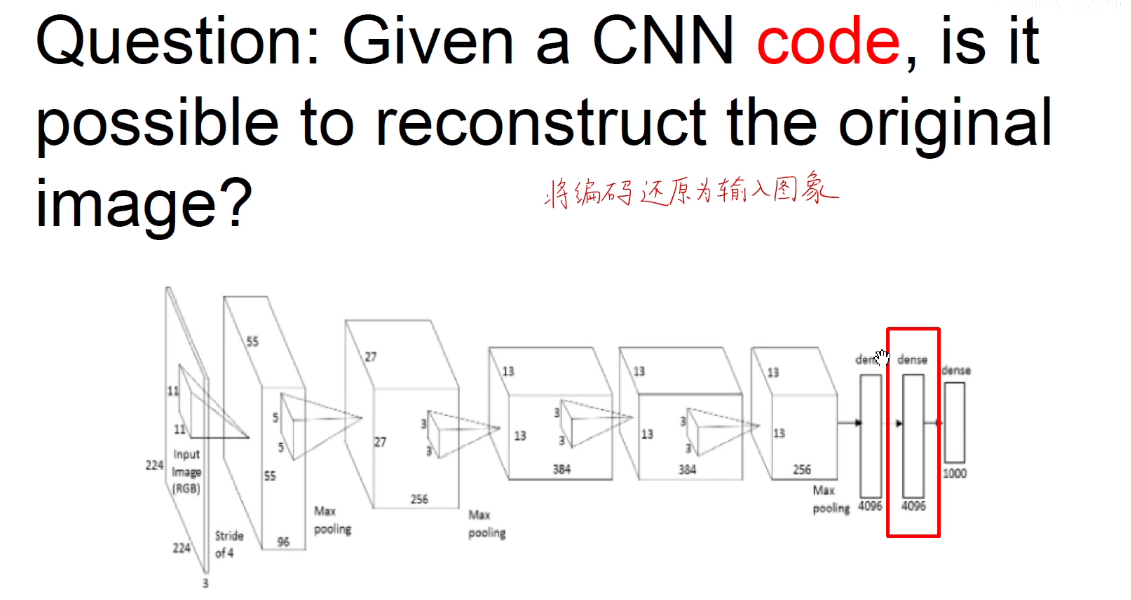 Question: Given a CNN code, is it
possible to reconstruct the original
image?
将编码还原为输入图象
55
27
13
13
13
dense
dense
dense
11
5
3
3
3
11
5
3
3
3
27
13
13
13
224
Input
Image
(RGB)
55
256
384
384
256
1000
Max
pooling
Max
pooling
Max
pooling
4096
4096
224
Stride
of 4
96
3